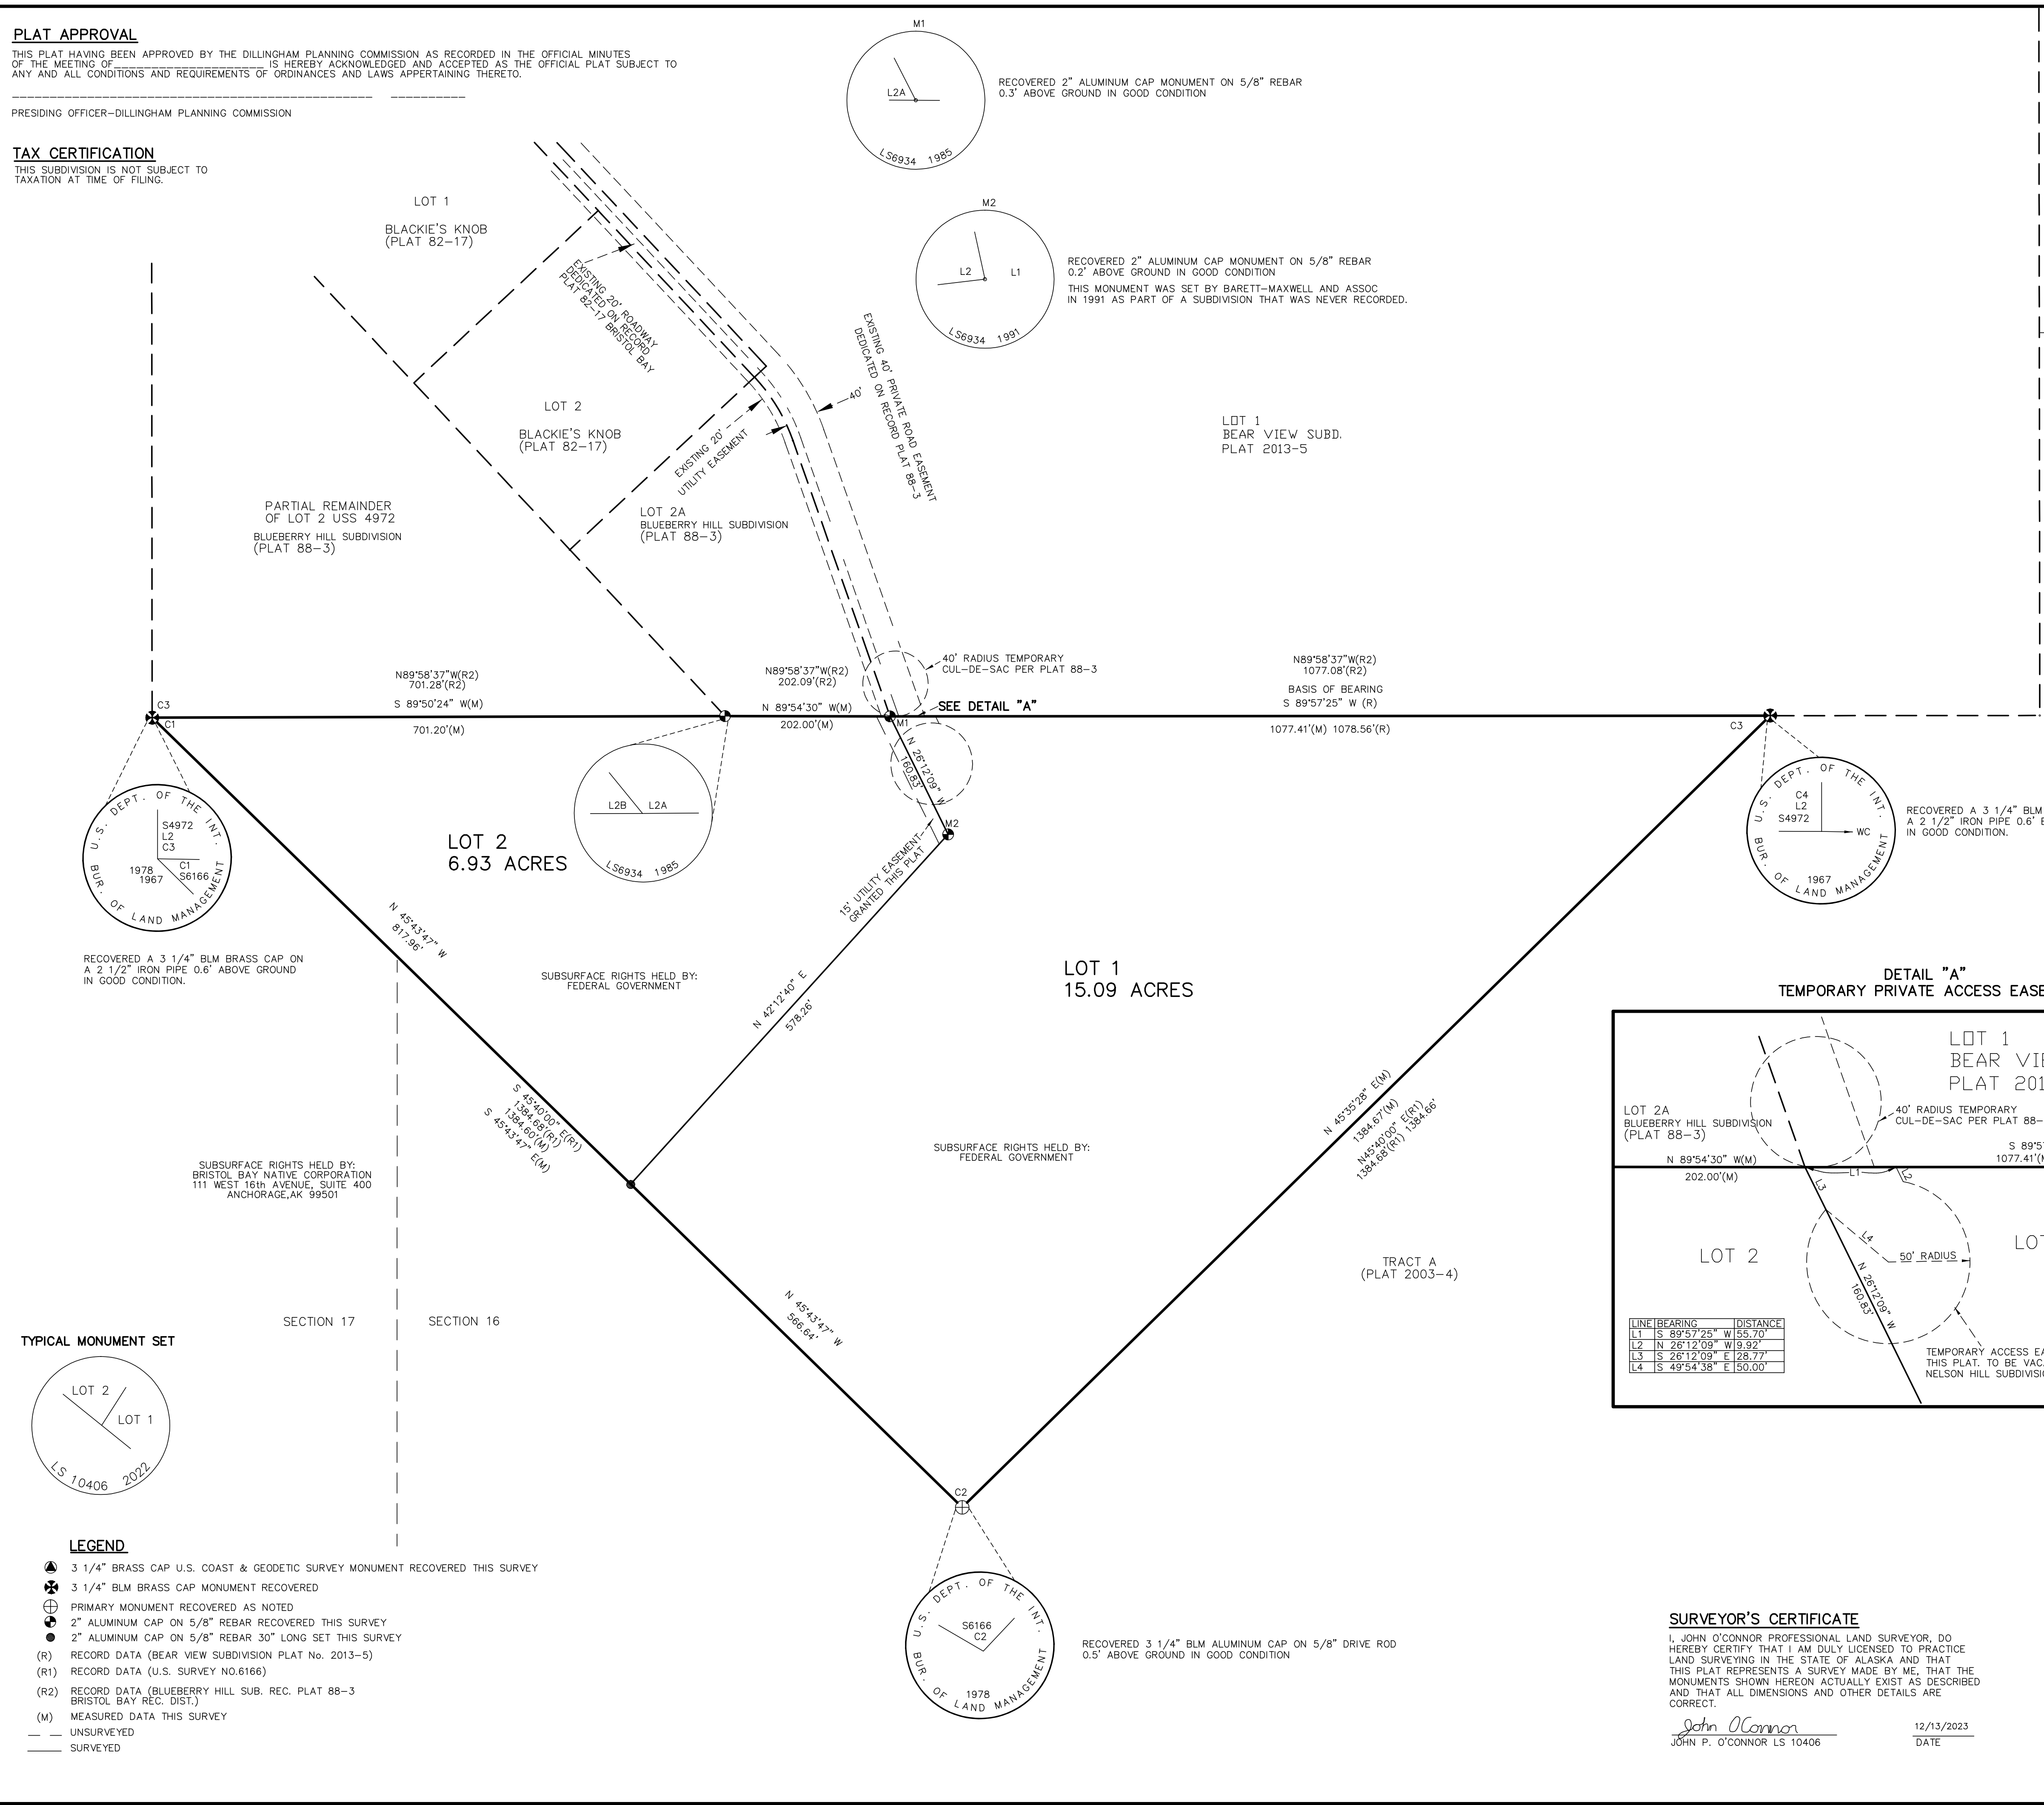 PLAT APPROVAL
THIS PLAT HAVING BEEN APPROVED BY THE DILLINGHAM PLANNING COMMISSION AS RECORDED IN THE OFFICIAL MINUTES
OF THE MEETING OF____________________ IS HEREBY ACKNOWLEDGED AND ACCEPTED AS THE OFFICIAL PLAT SUBJECT TO
ANY AND ALL CONDITIONS AND REQUIREMENTS OF ORDINANCES AND LAWS APPERTAINING THERETO.
PRESIDING OFFICER-DILLINGHAM PLANNING COMMISSION
TAX CERTIFICATION
THIS SUBDIVISION IS NOT SUBJECT TO
TAXATION AT TIME OF FILING.
M1
L2A
LS6934 1985
RECOVERED 2" ALUMINUM CAP MONUMENT ON 5/8" REBAR
0.3' ABOVE GROUND IN GOOD CONDITION
M2
L2 L1
LS6934 1991
RECOVERED 2" ALUMINUM CAP MONUMENT ON 5/8" REBAR
0.2' ABOVE GROUND IN GOOD CONDITION
THIS MONUMENT WAS SET BY BARETT-MAXWELL AND ASSOC
IN 1991 AS PART OF A SUBDIVISION THAT WAS NEVER RECORDED.
LOT 1
BLACKIE'S KNOB
(PLAT 82-17)
EXISTING 20' ROADWAY
DEDICATED ON RECORD
PLAT 82-17 BRISTOL BAY
LOT 2
BLACKIE'S KNOB
(PLAT 82-17)
EXISTING 20'
UTILITY EASEMENT
40'
EXISTING 40' PRIVATE ROAD EASEMENT
DEDICATED ON RECORD PLAT 88-3
LOT 1
BEAR VIEW SUBD.
PLAT 2013-5
PARTIAL REMAINDER
OF LOT 2 USS 4972
BLUEBERRY HILL SUBDIVISION
(PLAT 88-3)
LOT 2A
BLUEBERRY HILL SUBDIVISION
(PLAT 88-3)
40' RADIUS TEMPORARY
CUL-DE-SAC PER PLAT 88-3
N89°58'37"W(R2)
701.28'(R2)
S 89°50'24" W(M)
701.20'(M)
N89°58'37"W(R2)
202.09'(R2)
N 89°54'30" W(M)
202.00'(M)
SEE DETAIL "A"
N89°58'37"W(R2)
1077.08'(R2)
BASIS OF BEARING
S 89°57'25" W (R)
1077.41'(M) 1078.56'(R)
C3
C1
M1
C3
N 26°12'09" W
160.83'
M2
15' UTILITY EASEMENT
GRANTED THIS PLAT
L2B L2A
LS6934 1985
U.S. DEPT. OF THE INT.
S4972
L2
C3
C1
S6166
1978
1967
BUR. OF LAND MANAGEMENT
RECOVERED A 3 1/4" BLM BRASS CAP ON
A 2 1/2" IRON PIPE 0.6' ABOVE GROUND
IN GOOD CONDITION.
U.S. DEPT. OF THE INT.
C4
L2
S4972
WC
1967
BUR. OF LAND MANAGEMENT
RECOVERED A 3 1/4" BLM
A 2 1/2" IRON PIPE 0.6'
IN GOOD CONDITION.
LOT 2
6.93 ACRES
N 45°43'47" W
817.96'
SUBSURFACE RIGHTS HELD BY:
FEDERAL GOVERNMENT
N 42°12'40" E
578.26'
LOT 1
15.09 ACRES
S 45°40'00" E(R1)
1384.68'(R1)
1384.60'(M)
S 45°43'47" E(M)
SUBSURFACE RIGHTS HELD BY:
FEDERAL GOVERNMENT
N 45°35'28" E(M)
1384.67'(M)
N45°40'00" E(R1)
1384.68'(R1) 1384.66'
SUBSURFACE RIGHTS HELD BY:
BRISTOL BAY NATIVE CORPORATION
111 WEST 16th AVENUE, SUITE 400
ANCHORAGE,AK 99501
TRACT A
(PLAT 2003-4)
SECTION 17
SECTION 16
N 45°43'47" W
566.64'
DETAIL "A"
TEMPORARY PRIVATE ACCESS EASE
LOT 1
BEAR VI
PLAT 201
LOT 2A
BLUEBERRY HILL SUBDIVISION
(PLAT 88-3)
40' RADIUS TEMPORARY
CUL-DE-SAC PER PLAT 88-
N 89°54'30" W(M)
202.00'(M)
S 89°5
1077.41'(
L1
L2
L3
L4
50' RADIUS
LOT 2
LOT
N 26°12'09" W
160.83'
LINE BEARING DISTANCE
L1 S 89°57'25" W 55.70'
L2 N 26°12'09" W 9.92'
L3 S 26°12'09" E 28.77'
L4 S 49°54'38" E 50.00'
TEMPORARY ACCESS EA
THIS PLAT. TO BE VAC
NELSON HILL SUBDIVISI
TYPICAL MONUMENT SET
LOT 2
LOT 1
LS 10406 2022
C2
U.S. DEPT. OF THE INT.
S6166
C2
1978
BUR. OF LAND MANAGEMENT
RECOVERED 3 1/4" BLM ALUMINUM CAP ON 5/8" DRIVE ROD
0.5' ABOVE GROUND IN GOOD CONDITION
LEGEND
3 1/4" BRASS CAP U.S. COAST & GEODETIC SURVEY MONUMENT RECOVERED THIS SURVEY
3 1/4" BLM BRASS CAP MONUMENT RECOVERED
PRIMARY MONUMENT RECOVERED AS NOTED
2" ALUMINUM CAP ON 5/8" REBAR RECOVERED THIS SURVEY
2" ALUMINUM CAP ON 5/8" REBAR 30" LONG SET THIS SURVEY
(R) RECORD DATA (BEAR VIEW SUBDIVISION PLAT No. 2013-5)
(R1) RECORD DATA (U.S. SURVEY NO.6166)
(R2) RECORD DATA (BLUEBERRY HILL SUB. REC. PLAT 88-3
BRISTOL BAY REC. DIST.)
(M) MEASURED DATA THIS SURVEY
UNSURVEYED
SURVEYED
SURVEYOR'S CERTIFICATE
I, JOHN O'CONNOR PROFESSIONAL LAND SURVEYOR, DO
HEREBY CERTIFY THAT I AM DULY LICENSED TO PRACTICE
LAND SURVEYING IN THE STATE OF ALASKA AND THAT
THIS PLAT REPRESENTS A SURVEY MADE BY ME, THAT THE
MONUMENTS SHOWN HEREON ACTUALLY EXIST AS DESCRIBED
AND THAT ALL DIMENSIONS AND OTHER DETAILS ARE
CORRECT.
John O'Connor 12/13/2023
JOHN P. O'CONNOR LS 10406 DATE